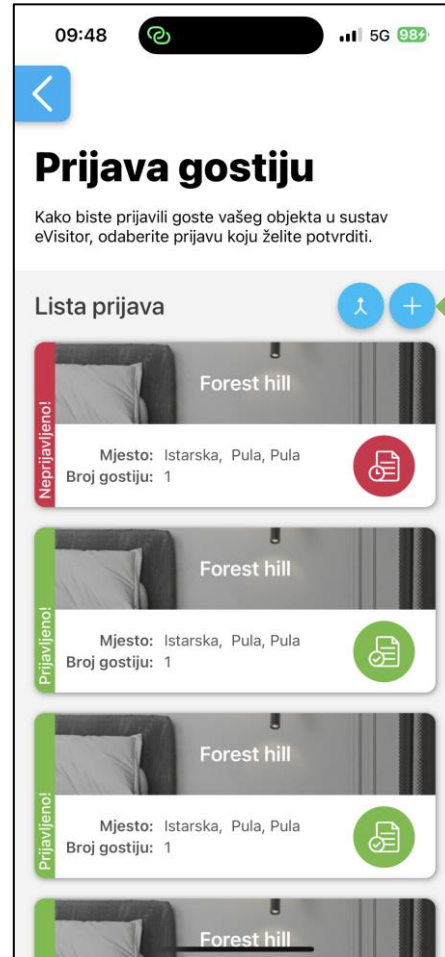 09:48
5G 98
Prijava gostiju
Kako biste prijavili goste vašeg objekta u sustav
eVisitor, odaberite prijavu koju želite potvrditi.
Lista prijava
Neprijavljeno!
Forest hill
Mjesto: Istarska, Pula, Pula
Broj gostiju: 1
Prijavljeno!
Forest hill
Mjesto: Istarska, Pula, Pula
Broj gostiju: 1
Prijavljeno!
Forest hill
Mjesto: Istarska, Pula, Pula
Broj gostiju: 1
Forest hill